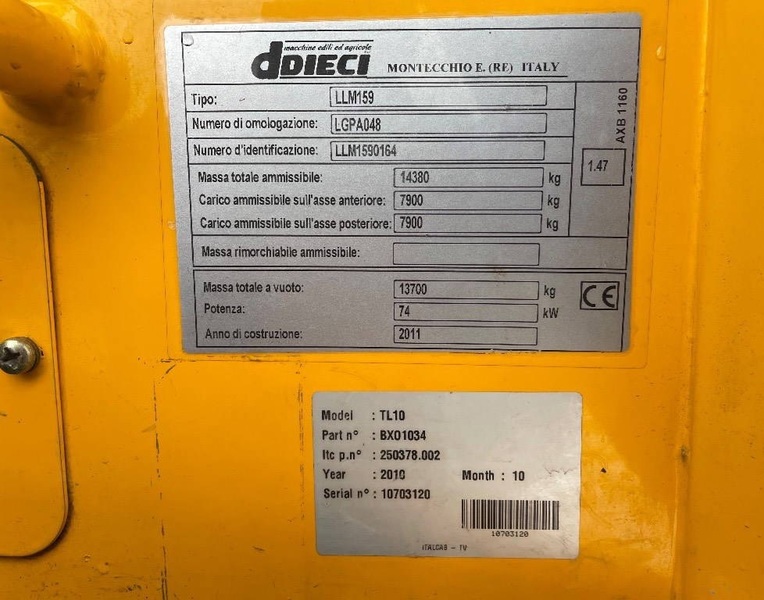 macchine edili ed agricole
dDIECI MONTECCHIO E. (RE) ITALY
Tipo: LLM159
Numero di omologazione: LGPA048
Numero d'identificazione: LLM1590164
AXB 1160
1.47
Massa totale ammissibile: 14380 kg
Carico ammissibile sull'asse anteriore: 7900 kg
Carico ammissibile sull'asse posteriore: 7900 kg
Massa rimorchiabile ammissibile:
Massa totale a vuoto: 13700 kg
Potenza: 74 kW
Anno di costruzione: 2011
CE
Model : TL10
Part n° : BX01034
Itc p.n° : 250378.002
Year : 2010 Month : 10
Serial n° : 10703120
10703120
ITALCAB - TV